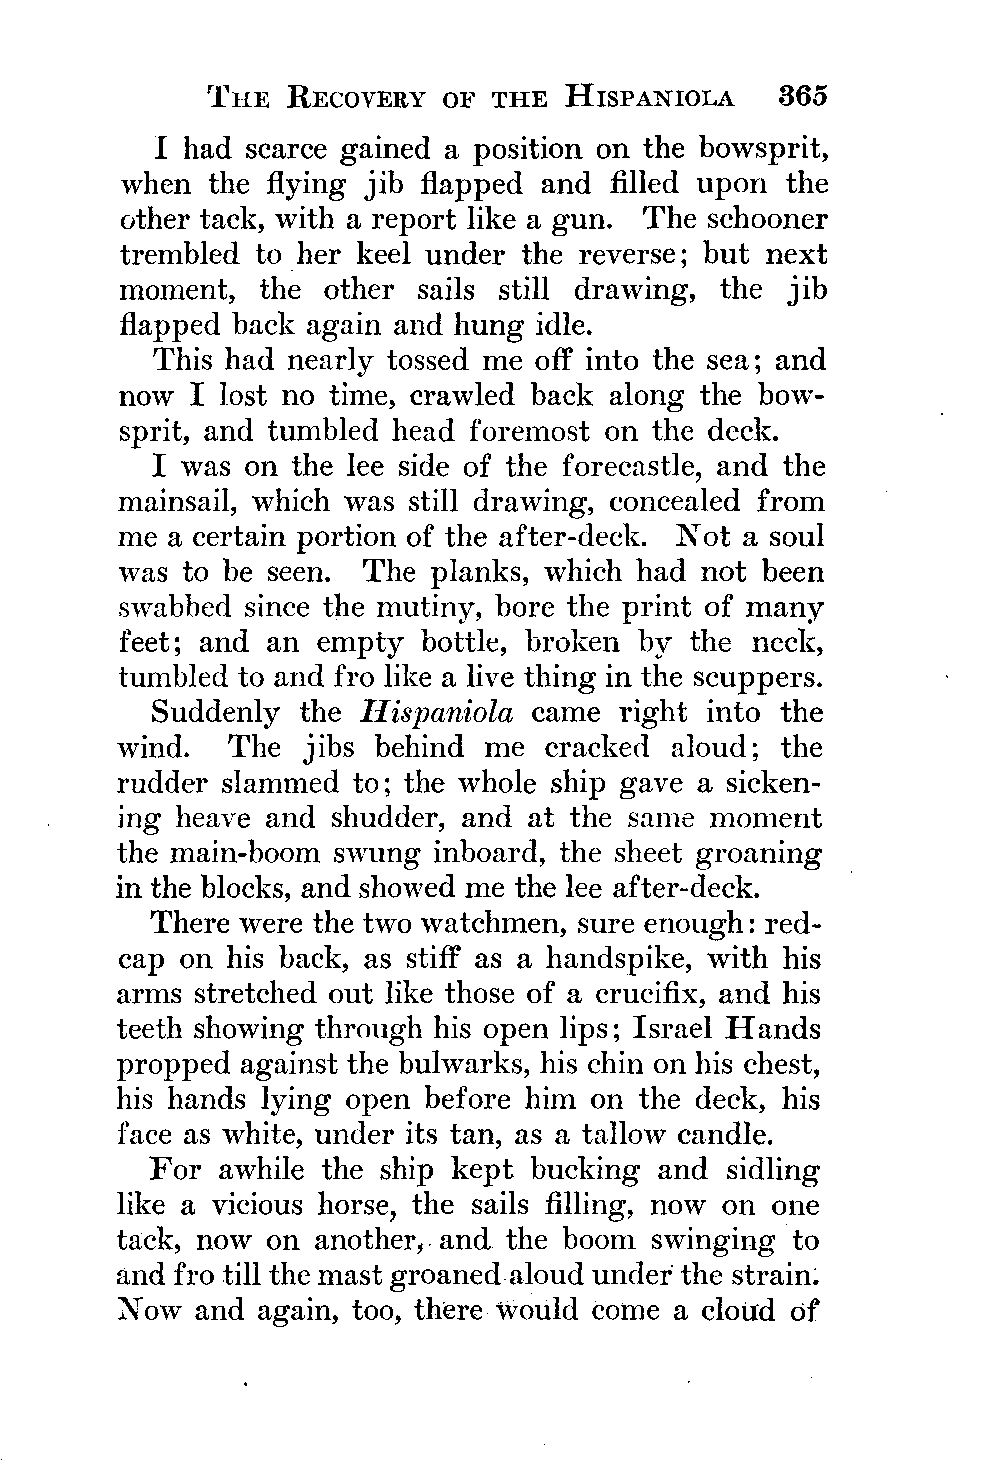 The Recovery of the Hispaniola 365
I had scarce gained a position on the bowsprit,
when the flying jib flapped and filled upon the
other tack, with a report like a gun. The schooner
trembled to her keel under the reverse; but next
moment, the other sails still drawing, the jib
flapped back again and hung idle.
This had nearly tossed me off into the sea; and
now I lost no time, crawled back along the bow-
sprit, and tumbled head foremost on the deck.
I was on the lee side of the forecastle, and the
mainsail, which was still drawing, concealed from
me a certain portion of the after-deck. Not a soul
was to be seen. The planks, which had not been
swabbed since the mutiny, bore the print of many
feet; and an empty bottle, broken by the neck,
tumbled to and fro like a live thing in the scuppers.
Suddenly the Hispaniola came right into the
wind. The jibs behind me cracked aloud; the
rudder slammed to; the whole ship gave a sicken-
ing heave and shudder, and at the same moment
the main-boom swung inboard, the sheet groaning
in the blocks, and showed me the lee after-deck.
There were the two watchmen, sure enough: red-
cap on his back, as stiff as a handspike, with his
arms stretched out like those of a crucifix, and his
teeth showing through his open lips; Israel Hands
propped against the bulwarks, his chin on his chest,
his hands lying open before him on the deck, his
face as white, under its tan, as a tallow candle.
For awhile the ship kept bucking and sidling
like a vicious horse, the sails filling, now on one
tack, now on another, and the boom swinging to
and fro till the mast groaned aloud under the strain.
Now and again, too, there would come a cloud of